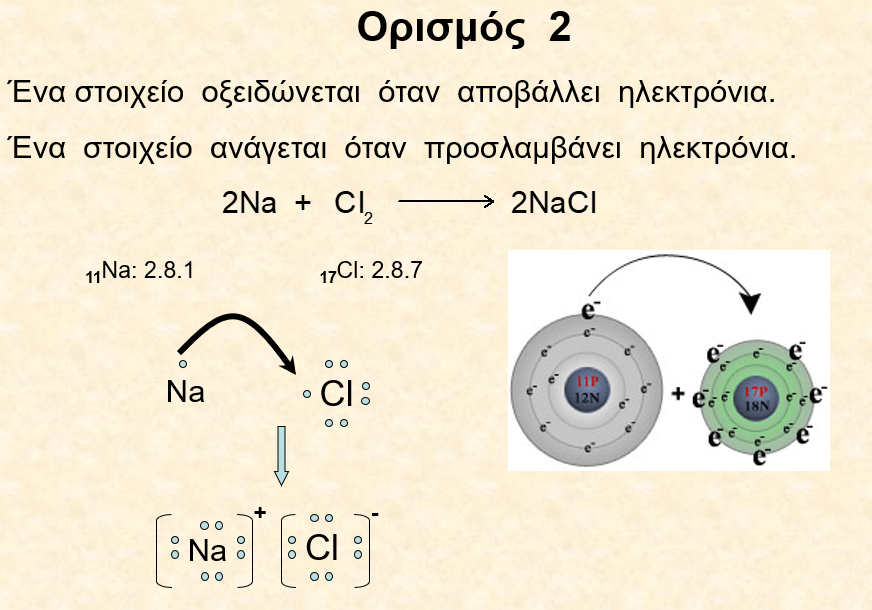 Ορισμός 2
Ένα στοιχείο οξειδώνεται όταν αποβάλλει ηλεκτρόνια.
Ένα στοιχείο ανάγεται όταν προσλαμβάνει ηλεκτρόνια.
2Na + Cl₂ → 2NaCl
₁₁Na: 2.8.1 ₁₇Cl: 2.8.7
e⁻
e⁻ e⁻ e⁻ e⁻ e⁻ e⁻ e⁻ e⁻ e⁻ e⁻
11P
12N
+
e⁻ e⁻ e⁻ e⁻ e⁻ e⁻ e⁻
e⁻ e⁻ e⁻ e⁻ e⁻ e⁻ e⁻ e⁻ e⁻ e⁻
17P
18N
Na Cl
[Na]⁺ [Cl]⁻